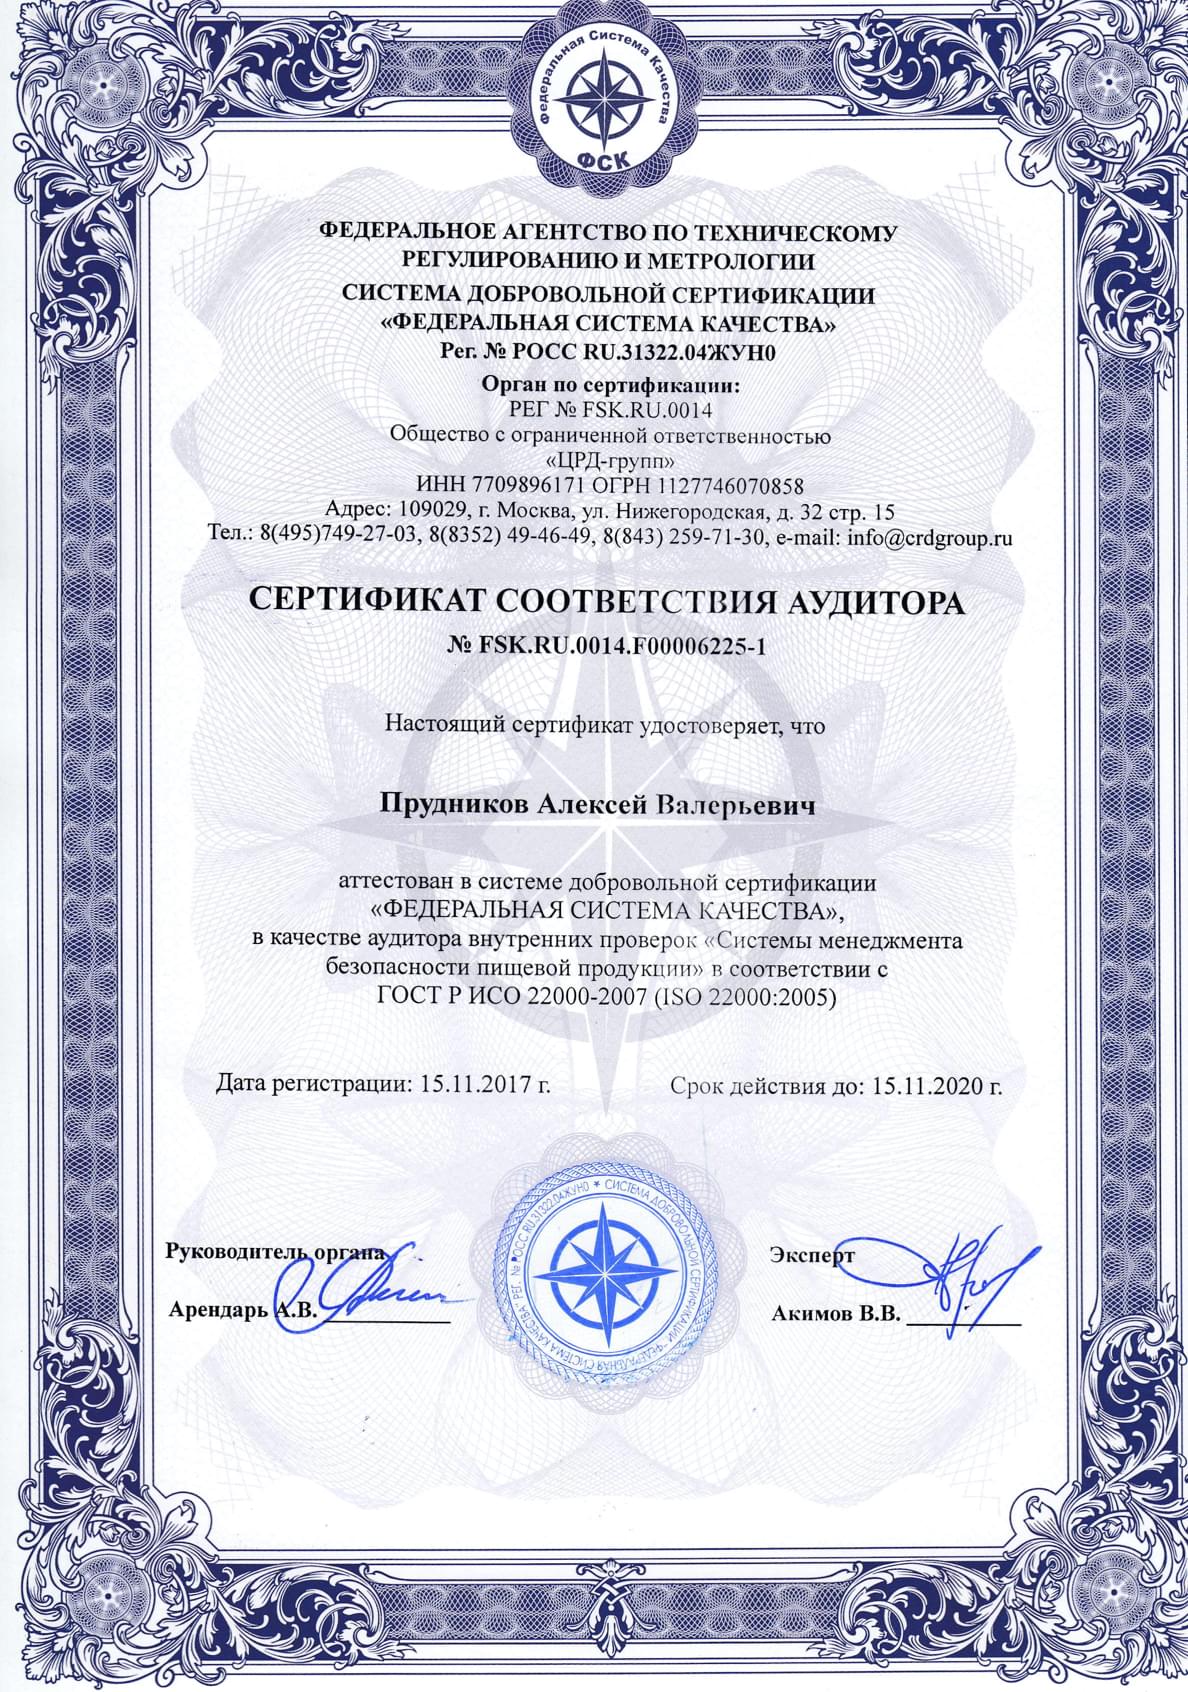 Федеральная Система Качества
ФСК
ФЕДЕРАЛЬНОЕ АГЕНТСТВО ПО ТЕХНИЧЕСКОМУ
РЕГУЛИРОВАНИЮ И МЕТРОЛОГИИ
СИСТЕМА ДОБРОВОЛЬНОЙ СЕРТИФИКАЦИИ
«ФЕДЕРАЛЬНАЯ СИСТЕМА КАЧЕСТВА»
Рег. № РОСС RU.31322.04ЖУН0
Орган по сертификации:
РЕГ № FSK.RU.0014
Общество с ограниченной ответственностью
«ЦРД-групп»
ИНН 7709896171 ОГРН 1127746070858
Адрес: 109029, г. Москва, ул. Нижегородская, д. 32 стр. 15
Тел.: 8(495)749-27-03, 8(8352) 49-46-49, 8(843) 259-71-30, e-mail: info@crdgroup.ru
СЕРТИФИКАТ СООТВЕТСТВИЯ АУДИТОРА
№ FSK.RU.0014.F00006225-1
Настоящий сертификат удостоверяет, что
Прудников Алексей Валерьевич
аттестован в системе добровольной сертификации
«ФЕДЕРАЛЬНАЯ СИСТЕМА КАЧЕСТВА»,
в качестве аудитора внутренних проверок «Системы менеджмента
безопасности пищевой продукции» в соответствии с
ГОСТ Р ИСО 22000-2007 (ISO 22000:2005)
Дата регистрации: 15.11.2017 г.
Срок действия до: 15.11.2020 г.
СИСТЕМА ДОБРОВОЛЬНОЙ СЕРТИФИКАЦИИ "ФЕДЕРАЛЬНАЯ СИСТЕМА КАЧЕСТВА" РЕГ. № РОСС RU.31322.04ЖУН0 *
Руководитель органа
Арендарь А.В.
Эксперт
Акимов В.В.